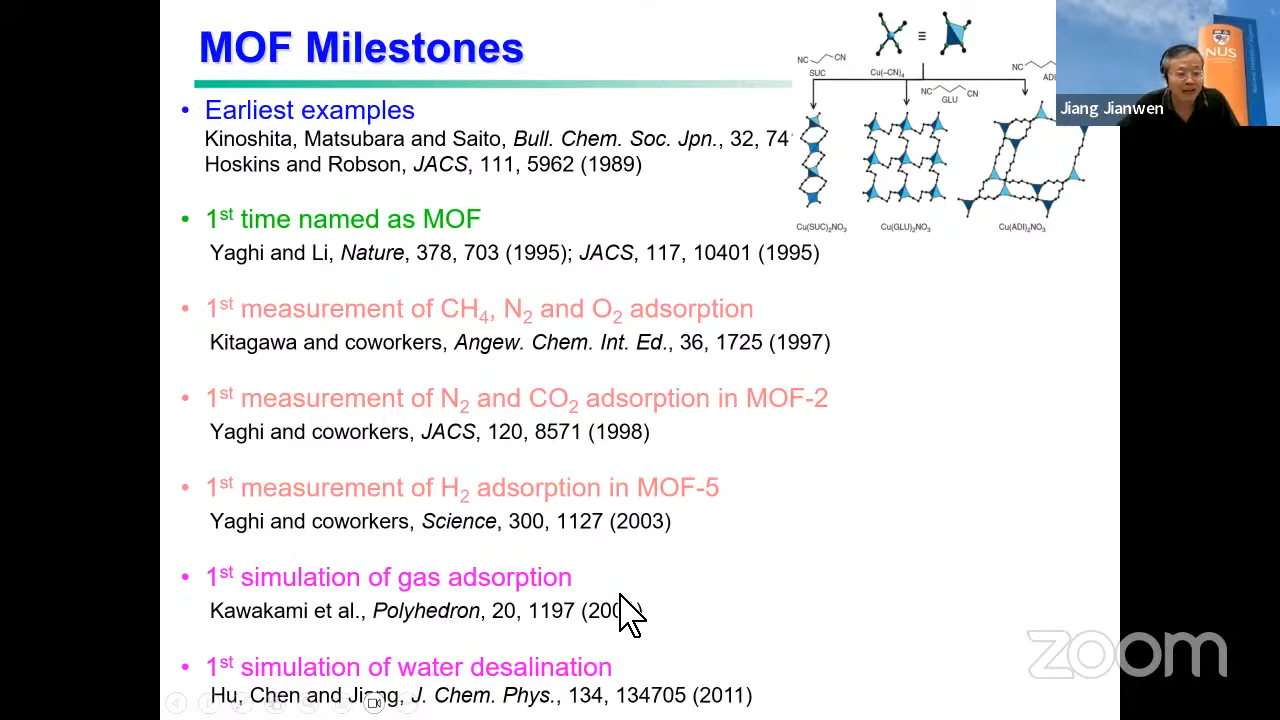 MOF Milestones
• Earliest examples
Kinoshita, Matsubara and Saito, Bull. Chem. Soc. Jpn., 32, 74
Hoskins and Robson, JACS, 111, 5962 (1989)
• 1st time named as MOF
Yaghi and Li, Nature, 378, 703 (1995); JACS, 117, 10401 (1995)
• 1st measurement of CH4, N2 and O2 adsorption
Kitagawa and coworkers, Angew. Chem. Int. Ed., 36, 1725 (1997)
• 1st measurement of N2 and CO2 adsorption in MOF-2
Yaghi and coworkers, JACS, 120, 8571 (1998)
• 1st measurement of H2 adsorption in MOF-5
Yaghi and coworkers, Science, 300, 1127 (2003)
• 1st simulation of gas adsorption
Kawakami et al., Polyhedron, 20, 1197 (200
• 1st simulation of water desalination
Hu, Chen and Jiang, J. Chem. Phys., 134, 134705 (2011)
≡
NC CN
SUC
Cu(–CN)4
NC CN
GLU
NC
AD
Cu(SUC)2NO3
Cu(GLU)2NO3
Cu(ADI)2NO3
NUS
Jiang Jianwen
zoom